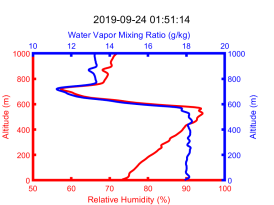 2019-09-24 01:51:14
Water Vapor Mixing Ratio (g/kg)
10 12 14 16 18 20
1000 1000
800 800
600 600
400 400
200 200
0 0
Altitude (m)
Altitude (m)
50 60 70 80 90 100
Relative Humidity (%)